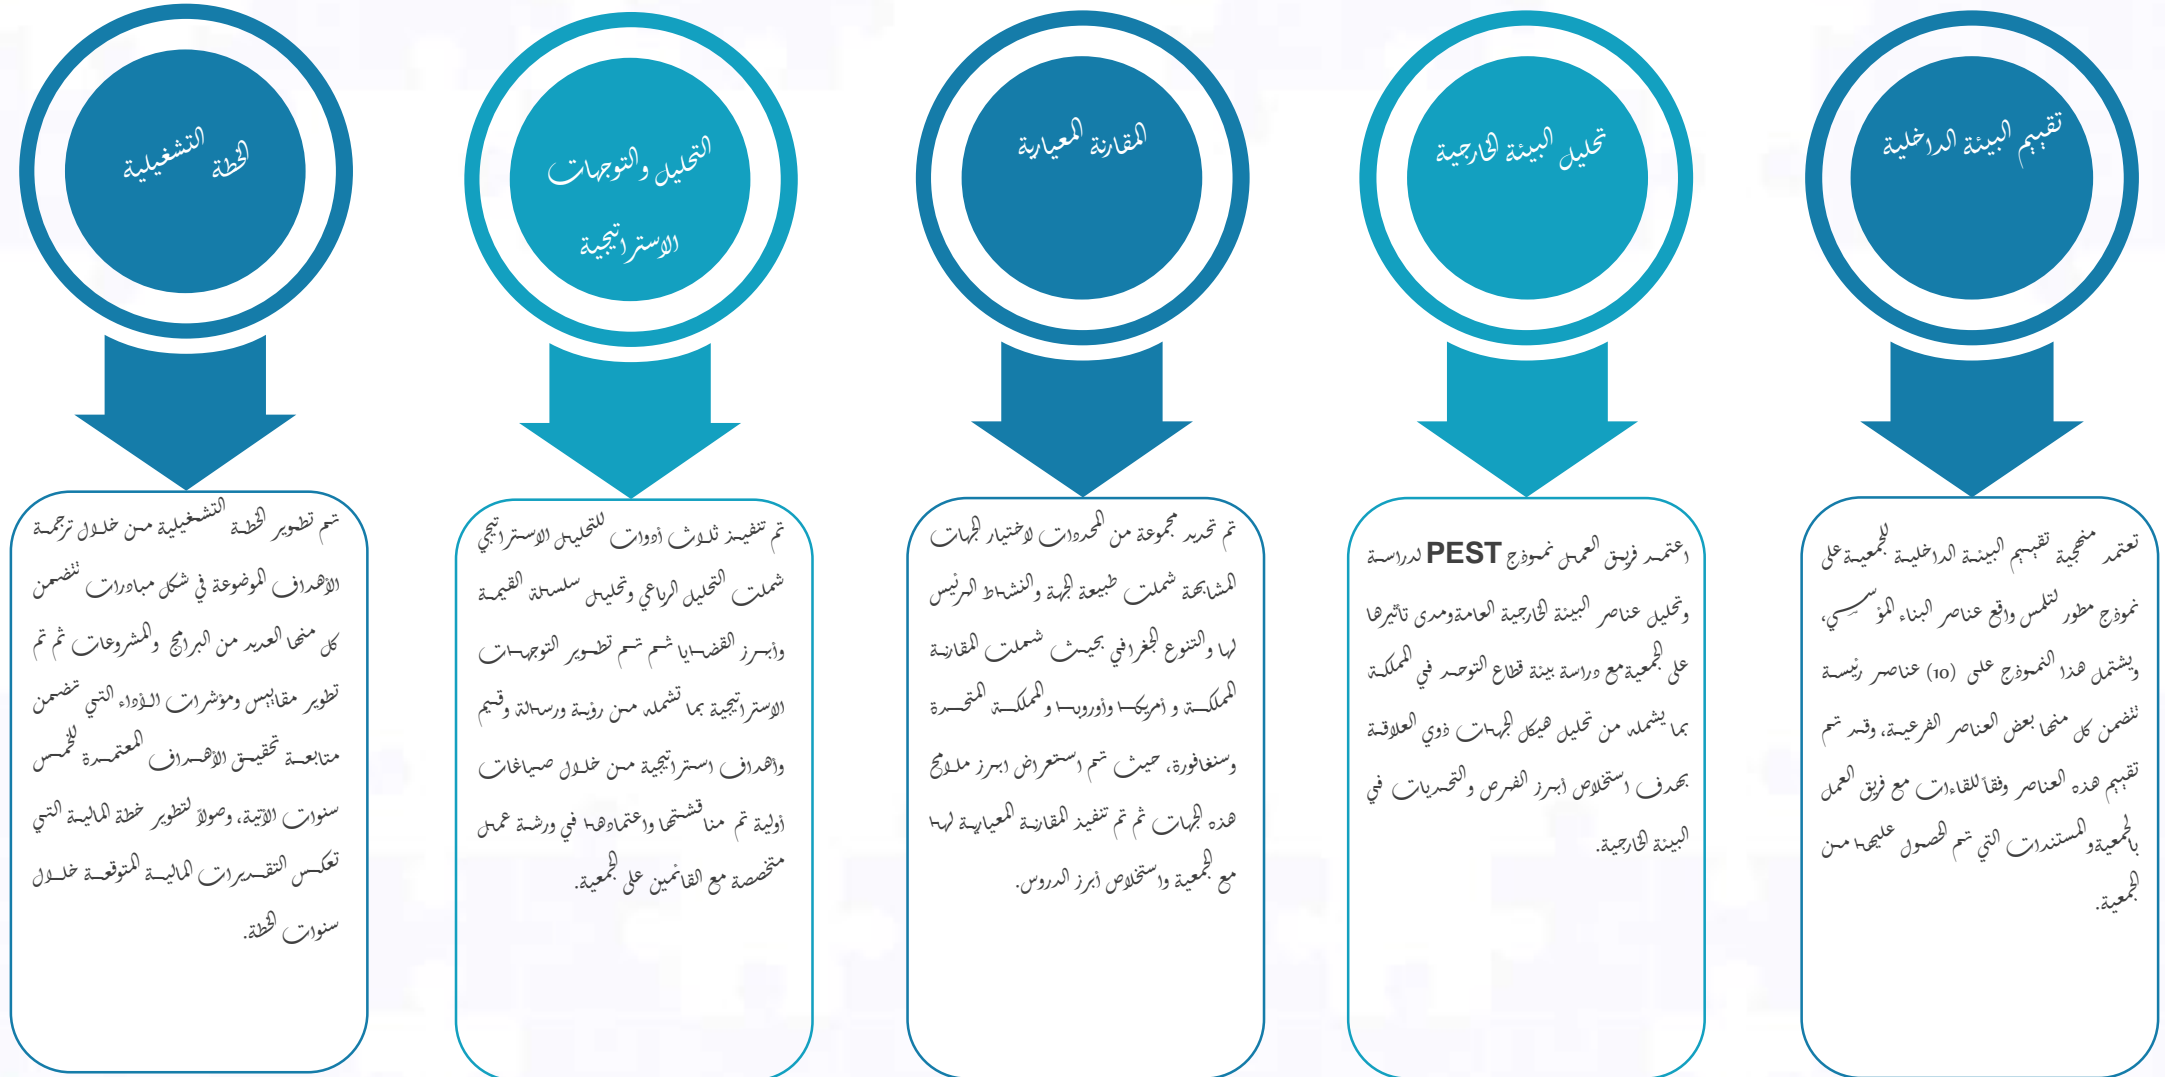 تقييم البيئة الداخلية
تعتمد منهجية تقييم البيئة الداخلية للجمعية على
نموذج مطور لتلمس واقع عناصر البناء المؤسسي،
ويشتمل هذا النموذج على (10) عناصر رئيسة
تتضمن كل منها بعض العناصر الفرعية، وقد تم
تقييم هذه العناصر وفقاً للقاءات مع فريق العمل
بالجمعية والمستندات التي تم الحصول عليها من
الجمعية.
تحليل البيئة الخارجية
اعتمد فريق العمل نموذج PEST لدراسة
وتحليل عناصر البيئة الخارجية العامة ومدى تاثيرها
على الجمعية مع دراسة بيئة قطاع التوحد في المملكة
بما يشمله من تحليل هيكل الجهات ذوي العلاقة
بهدف استخلاص أبرز الفرص والتحديات في
البيئة الخارجية.
المقارنة المعيارية
تم تحديد مجموعة من المحددات لاختيار الجهات
المشابهة شملت طبيعة الجهة والنشاط الرئيس
لها والتنوع الجغرافي بحيث شملت المقارنة
المملكة و أمريكا وأوروبا والمملكة المتحدة
وسنغافورة، حيث تم استعراض ابرز ملامح
هذه الجهات ثم تم تنفيذ المقارنة المعيارية لها
مع الجمعية واستخلاص أبرز الدروس.
التحليل والتوجهات
الاستراتيجية
تم تنفيذ ثلاث أدوات للتحليل الاستراتيجي
شملت التحليل الرباعي وتحليل سلسلة القيمة
وأبرز القضايا ثم تم تطوير التوجهات
الاستراتيجية بما تشمله من رؤية ورسالة وقيم
وأهداف استراتيجية من خلال صياغات
أولية تم مناقشتها واعتمادها في ورشة عمل
متخصصة مع القائمين على الجمعية.
الخطة التشغيلية
تم تطوير الخطة التشغيلية من خلال ترجمة
الأهداف الموضوعة في شكل مبادرات تتضمن
كل منها العديد من البرامج والمشروعات ثم تم
تطوير مقاييس ومؤشرات الأداء التي تضمن
متابعة تحقيق الأهداف المعتمدة للخمس
سنوات الآتية، وصولاً لتطوير خطة المالية التي
تعكس التقديرات المالية المتوقعة خلال
سنوات الخطة.